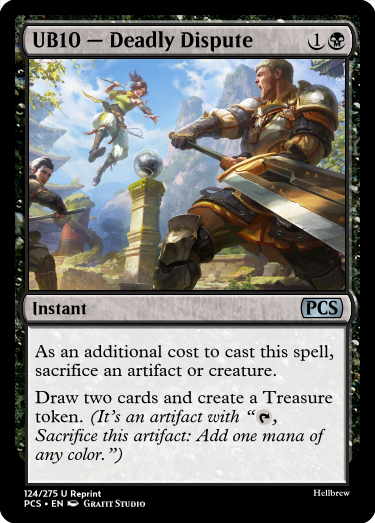 UB10 — Deadly Dispute 1
Instant PCS
As an additional cost to cast this spell,
sacrifice an artifact or creature.
Draw two cards and create a Treasure
token. (It's an artifact with “,
Sacrifice this artifact: Add one mana of
any color.”)
124/275 U Reprint Hellbrew
PCS • EN Grafit Studio